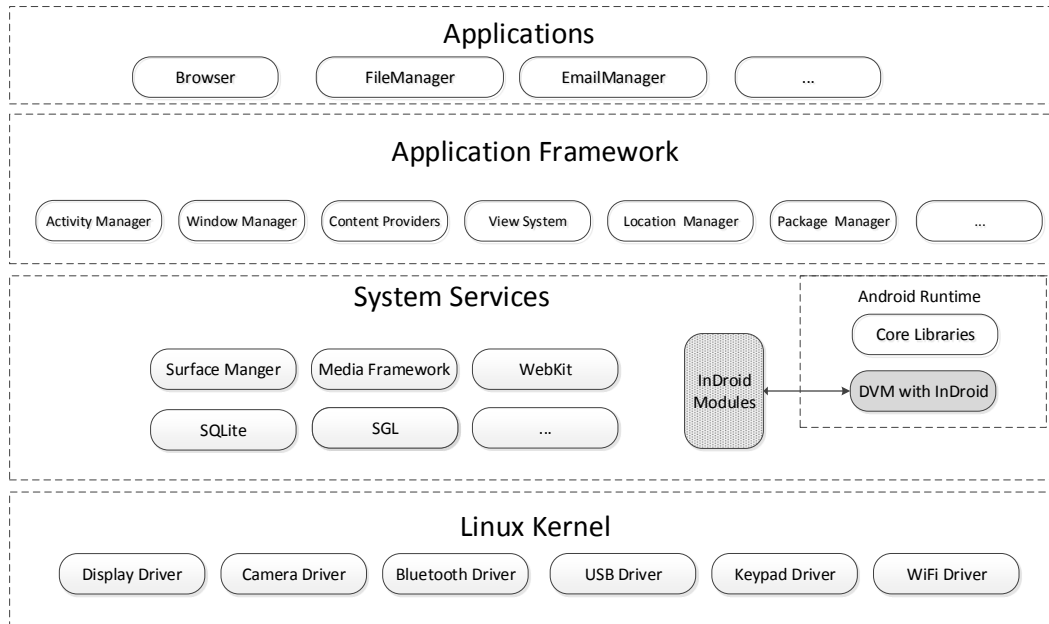 Applications
Browser
FileManager
EmailManager
...
Application Framework
Activity Manager
Window Manager
Content Providers
View System
Location Manager
Package Manager
...
System Services
Surface Manger
Media Framework
WebKit
SQLite
SGL
...
InDroid
Modules
Android Runtime
Core Libraries
DVM with InDroid
Linux Kernel
Display Driver
Camera Driver
Bluetooth Driver
USB Driver
Keypad Driver
WiFi Driver